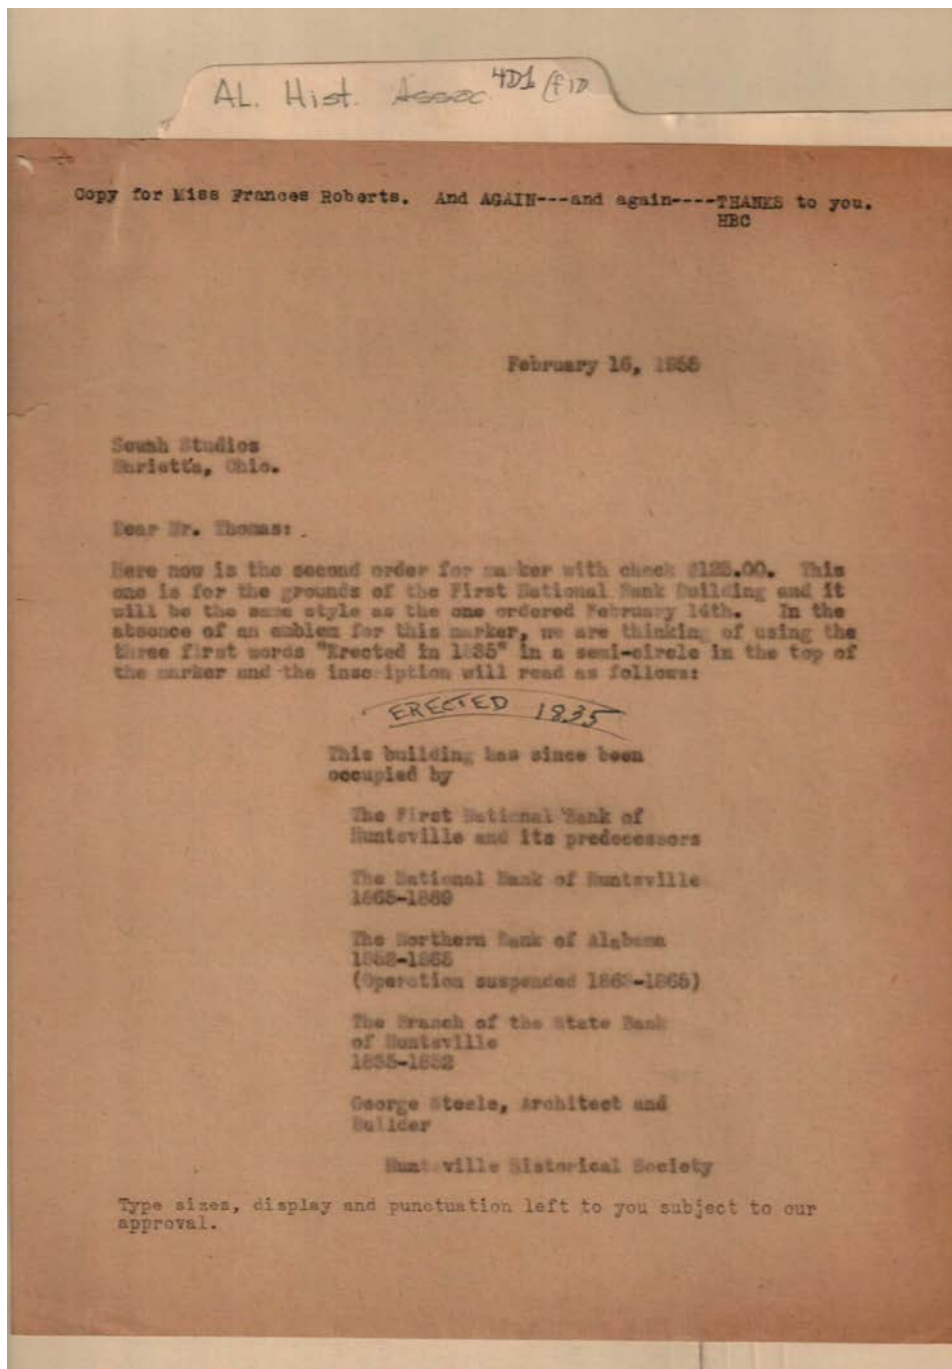 AL. Hist. Assoc. 4D1 (f1D
Copy for Miss Frances Roberts. And AGAIN---and again----THANKS to you.
HBC
February 16, 1955
Sewah Studios
Marietta, Ohio.
Dear Mr. Thomas:
Here now is the second order for marker with check $125.00. This
one is for the grounds of the First National Bank Building and it
will be the same style as the one ordered February 14th. In the
absence of an emblem for this marker, we are thinking of using the
three first words "Erected in 1835" in a semi-circle in the top of
the marker and the inscription will read as follows:
ERECTED 1835
This building has since been
occupied by
The First National Bank of
Huntsville and its predecessors
The National Bank of Huntsville
1865-1889
The Northern Bank of Alabama
1852-1865
(Operation suspended 1863-1865)
The Branch of the State Bank
of Huntsville
1835-1852
George Steele, Architect and
Builder
Huntsville Historical Society
Type sizes, display and punctuation left to you subject to our
approval.